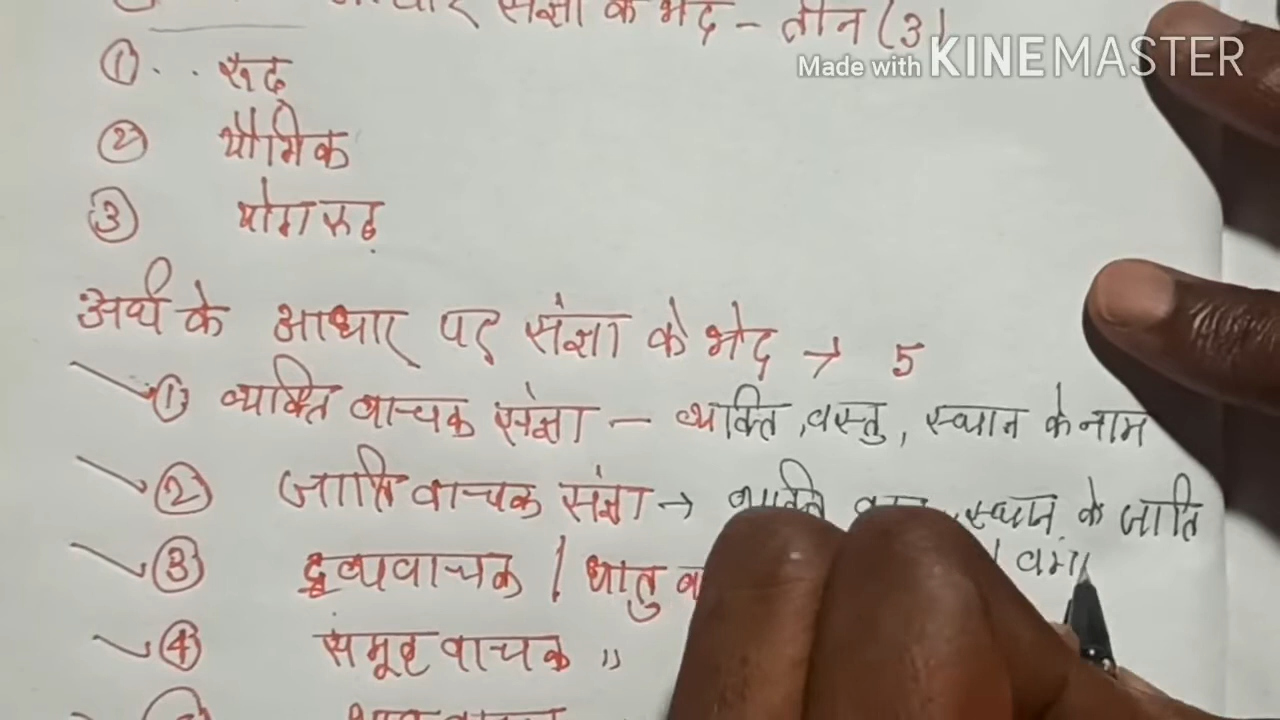 आधार संज्ञा के भेद - तीन (3)
Made with KINEMASTER
① रूढ
② यौगिक
③ योगरूढ़
अर्थ के आधार पर संज्ञा के भेद → 5
① व्यक्ति वाचक संज्ञा - व्यक्ति, वस्तु, स्थान के नाम
② जाति वाचक संज्ञा → स्थान के जाति
③ द्रव्यवाचक / धातु
④ समूह वाचक ״